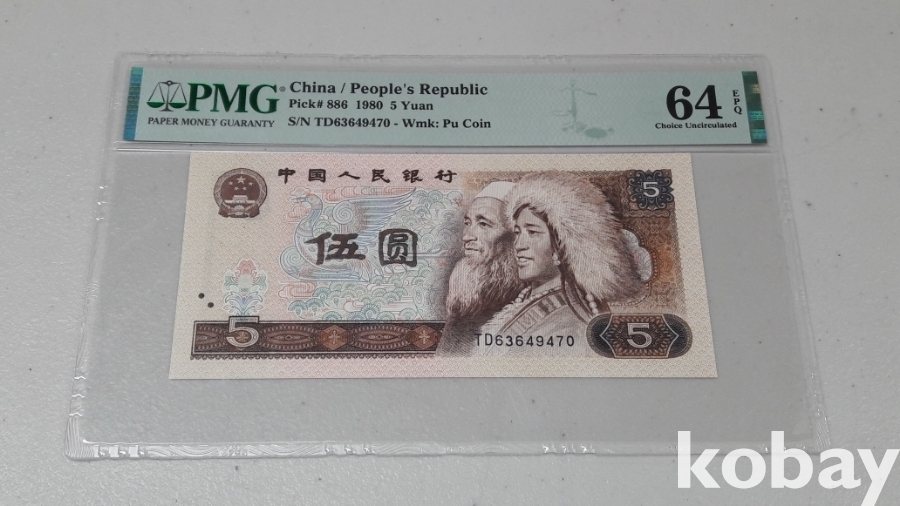 PMG
PAPER MONEY GUARANTY
China / People's Republic
Pick# 886 1980 5 Yuan
S/N TD63649470 - Wmk: Pu Coin
64 EPQ
Choice Uncirculated
中国人民银行
5
伍圆
5
TD63649470
5
kobay